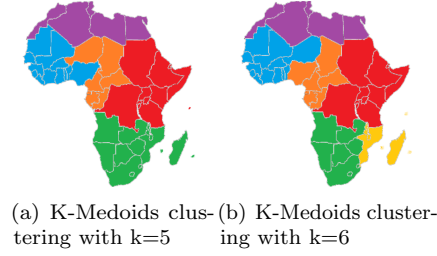 (a) K-Medoids clus-
tering with k=5
(b) K-Medoids cluster-
ing with k=6